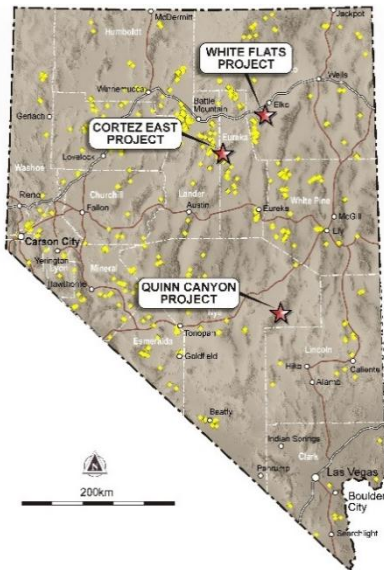 McDermitt
Jackpot
Humboldt
WHITE FLATS
PROJECT
Wells
Winnemucca
Battle
Mountain
Elko
Gerlach
CORTEZ EAST
PROJECT
Eureka
Washoe
Lovelock
Churchill
Lander
White Pine
Reno
Fallon
Austin
Eureka
McGill
Ely
Carson City
Yerington
Lyon
Mineral
Hawthorne
QUINN CANYON
PROJECT
Nye
Tonopah
Esmeralda
Goldfield
Lincoln
Hiko
Caliente
Alamo
Beatty
Indian Springs
Clark
Pahrump
Las Vegas
Boulder
City
Searchlight
200km